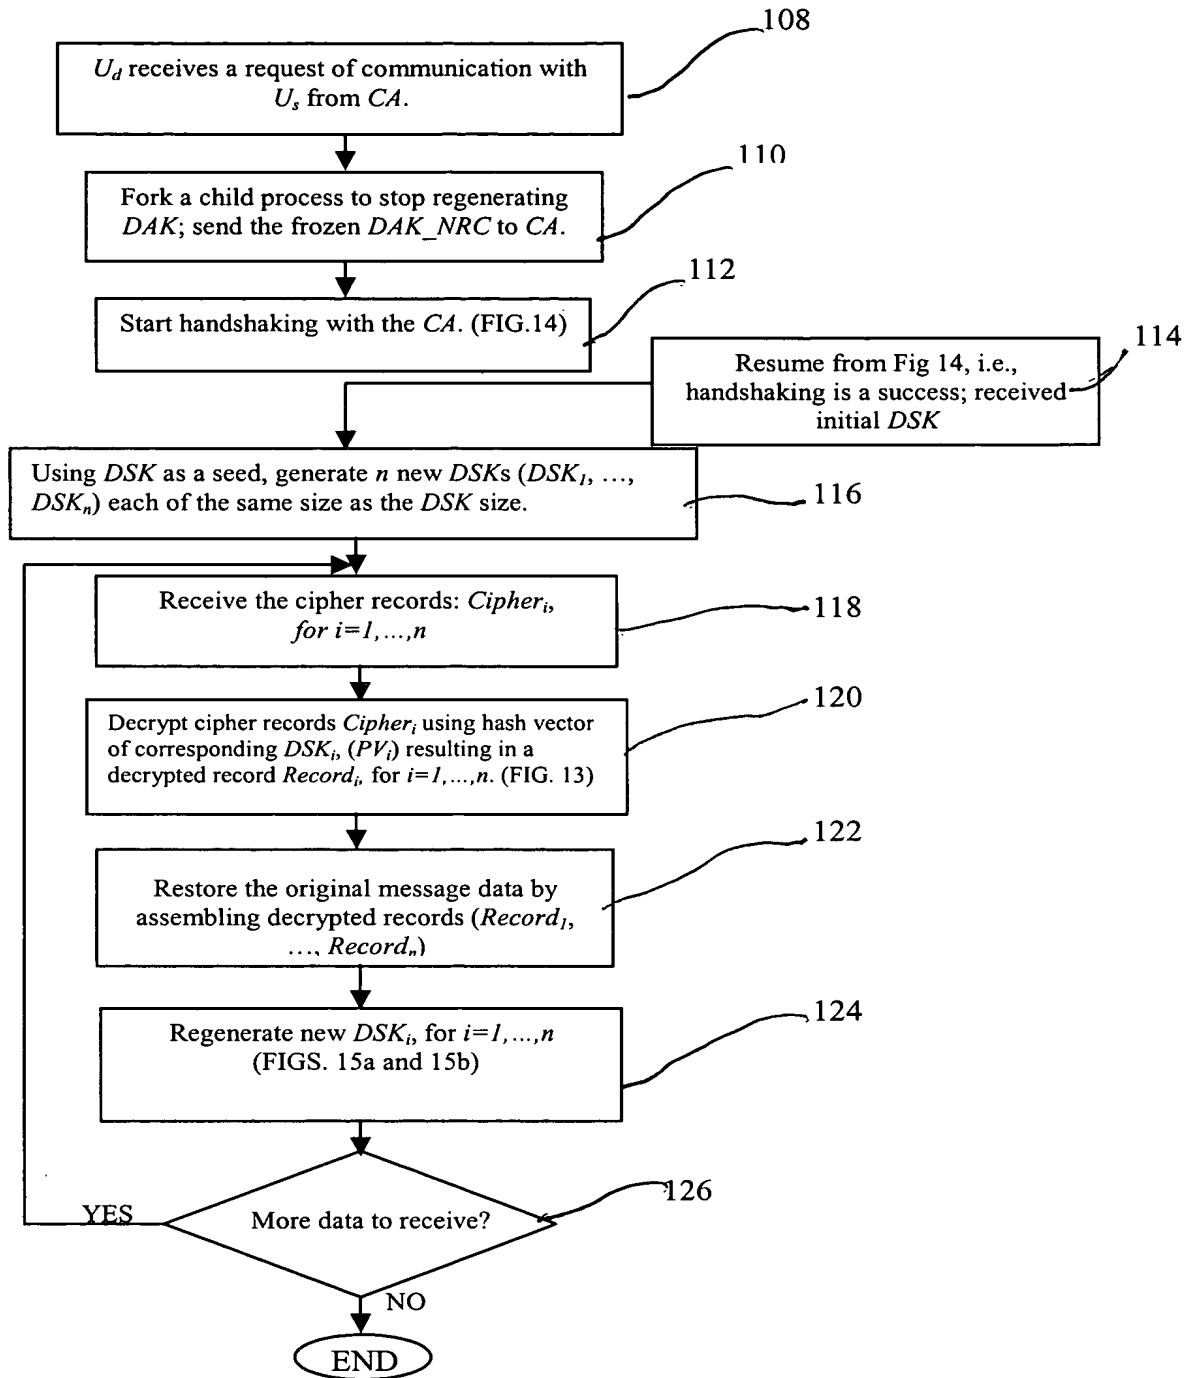 108
U_d receives a request of communication with
U_s from CA.
110
Fork a child process to stop regenerating
DAK; send the frozen DAK_NRC to CA.
112
Start handshaking with the CA. (FIG.14)
114
Resume from Fig 14, i.e.,
handshaking is a success; received
initial DSK
Using DSK as a seed, generate n new DSKs (DSK_1, …,
DSK_n) each of the same size as the DSK size.
116
Receive the cipher records: Cipher_i,
for i=1,…,n
118
Decrypt cipher records Cipher_i using hash vector
of corresponding DSK_i, (PV_i) resulting in a
decrypted record Record_i, for i=1,…,n. (FIG. 13)
120
122
Restore the original message data by
assembling decrypted records (Record_1,
…, Record_n)
124
Regenerate new DSK_i, for i=1,…,n
(FIGS. 15a and 15b)
126
YES
More data to receive?
NO
END